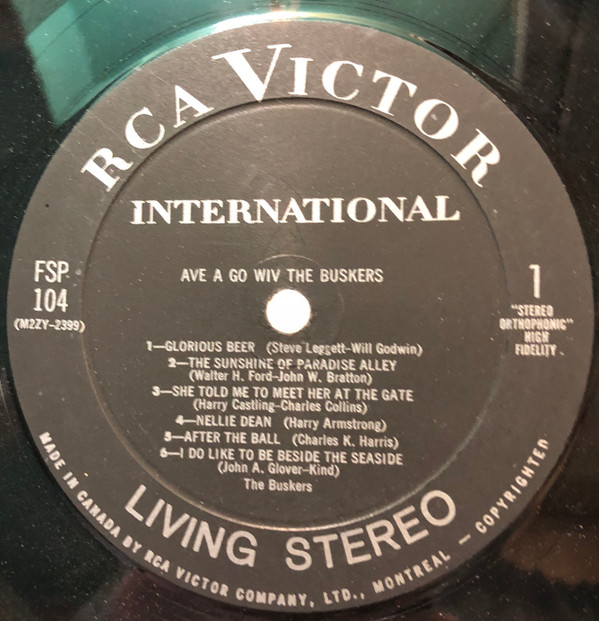 RCA VICTOR
INTERNATIONAL
AVE A GO WIV THE BUSKERS
FSP
104
(M2ZY-2399)
1
"STEREO
ORTHOPHONIC"
HIGH
FIDELITY
1—GLORIOUS BEER (Steve Leggett-Will Godwin)
2—THE SUNSHINE OF PARADISE ALLEY
(Walter H. Ford-John W. Bratton)
3—SHE TOLD ME TO MEET HER AT THE GATE
(Harry Castling-Charles Collins)
4—NELLIE DEAN (Harry Armstrong)
5—AFTER THE BALL (Charles K. Harris)
6—I DO LIKE TO BE BESIDE THE SEASIDE
(John A. Glover-Kind)
The Buskers
LIVING STEREO
MADE IN CANADA BY RCA VICTOR COMPANY, LTD., MONTREAL — COPYRIGHTED